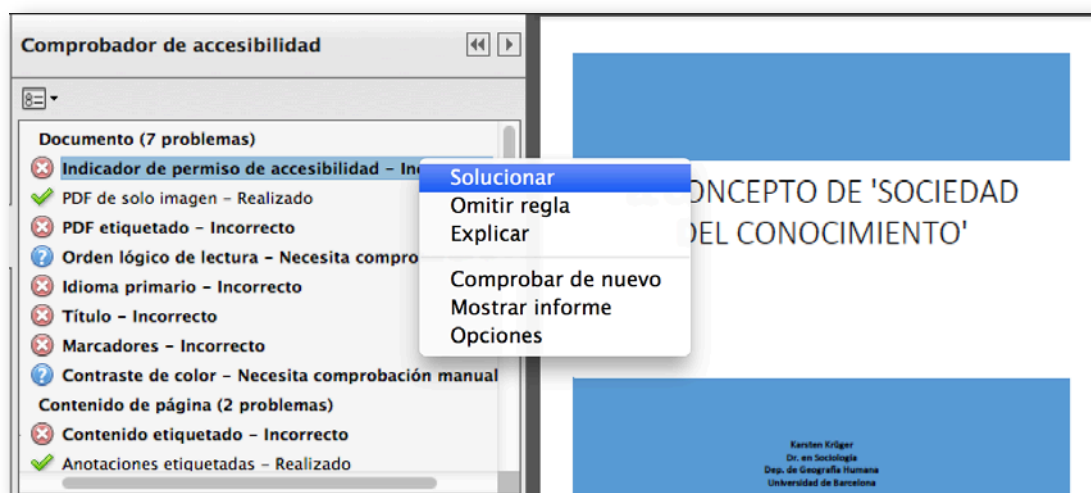 Comprobador de accesibilidad
Documento (7 problemas)
Indicador de permiso de accesibilidad – In
PDF de solo imagen – Realizado
PDF etiquetado – Incorrecto
Orden lógico de lectura – Necesita compro
Idioma primario – Incorrecto
Título – Incorrecto
Marcadores – Incorrecto
Contraste de color – Necesita comprobación manual
Contenido de página (2 problemas)
Contenido etiquetado – Incorrecto
Anotaciones etiquetadas – Realizado
Solucionar
Omitir regla
Explicar
Comprobar de nuevo
Mostrar informe
Opciones
ONCEPTO DE 'SOCIEDAD
DEL CONOCIMIENTO'
Karsten Krüger
Dr. en Sociología
Dep. de Geografía Humana
Universidad de Barcelona